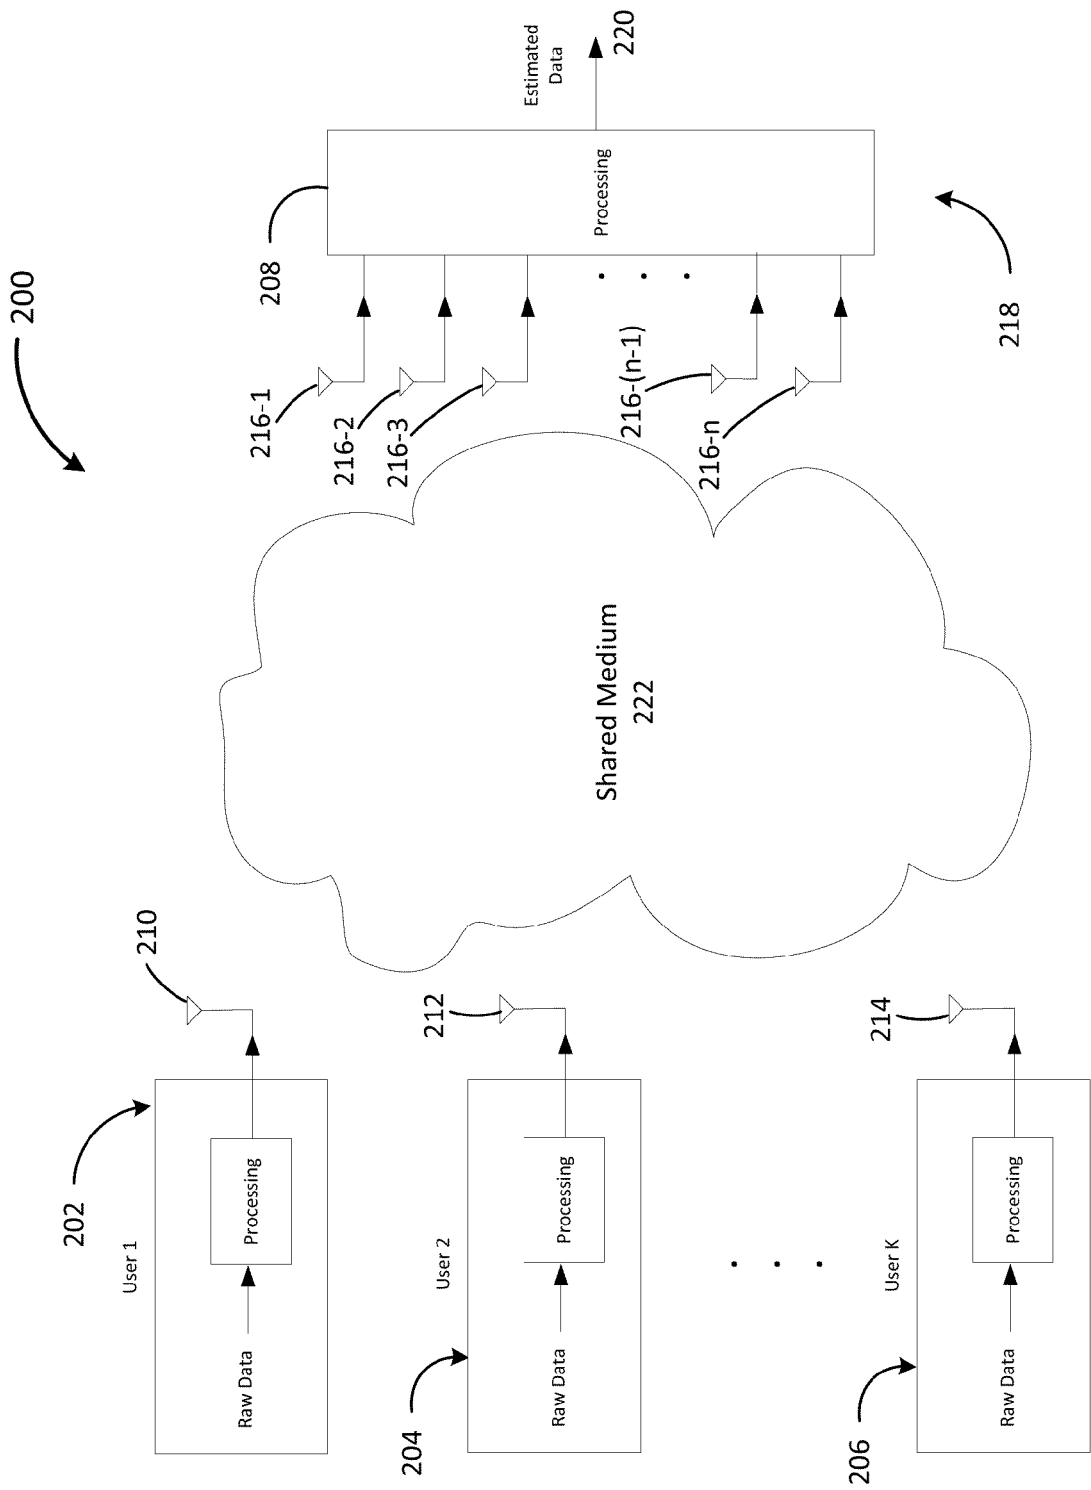 200
User 1
202
Raw Data
Processing
210
User 2
204
Raw Data
Processing
212
User K
206
Raw Data
Processing
214
Shared Medium
222
216-1
216-2
216-3
216-(n-1)
216-n
208
Processing
218
Estimated
Data
220